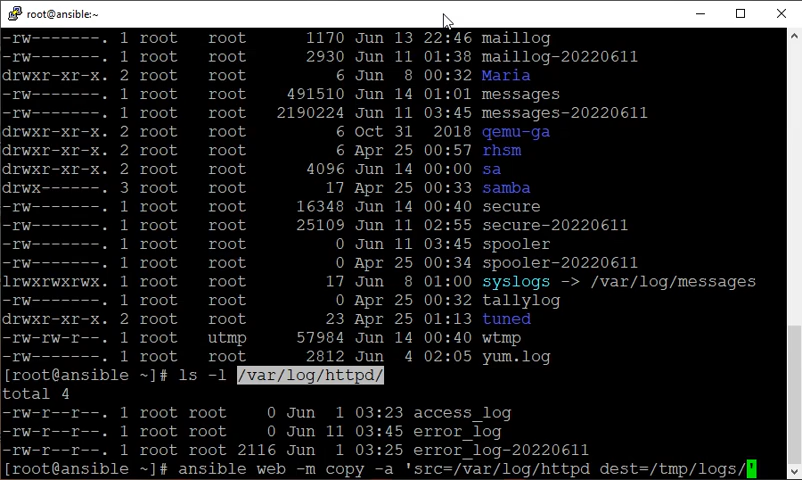 root@ansible:~
-rw-------. 1 root   root      1170 Jun 13 22:46 maillog
-rw-------. 1 root   root      2930 Jun 11 01:38 maillog-20220611
drwxr-xr-x. 2 root   root         6 Jun  8 00:32 Maria
-rw-------. 1 root   root    491510 Jun 14 01:01 messages
-rw-------. 1 root   root   2190224 Jun 11 03:45 messages-20220611
drwxr-xr-x. 2 root   root         6 Oct 31  2018 qemu-ga
drwxr-xr-x. 2 root   root         6 Apr 25 00:57 rhsm
drwxr-xr-x. 2 root   root      4096 Jun 14 00:00 sa
drwx------. 3 root   root        17 Apr 25 00:33 samba
-rw-------. 1 root   root     16348 Jun 14 00:40 secure
-rw-------. 1 root   root     25109 Jun 11 02:55 secure-20220611
-rw-------. 1 root   root         0 Jun 11 03:45 spooler
-rw-------. 1 root   root         0 Apr 25 00:34 spooler-20220611
lrwxrwxrwx. 1 root   root        17 Jun  8 01:00 syslogs -> /var/log/messages
-rw-------. 1 root   root         0 Apr 25 00:32 tallylog
drwxr-xr-x. 2 root   root        23 Apr 25 01:13 tuned
-rw-rw-r--. 1 root   utmp     57984 Jun 14 00:40 wtmp
-rw-------. 1 root   root      2812 Jun  4 02:05 yum.log
[root@ansible ~]# ls -l /var/log/httpd/
total 4
-rw-r--r--. 1 root root    0 Jun  1 03:23 access_log
-rw-r--r--. 1 root root    0 Jun 11 03:45 error_log
-rw-r--r--. 1 root root 2116 Jun  1 03:25 error_log-20220611
[root@ansible ~]# ansible web -m copy -a 'src=/var/log/httpd dest=/tmp/logs/'